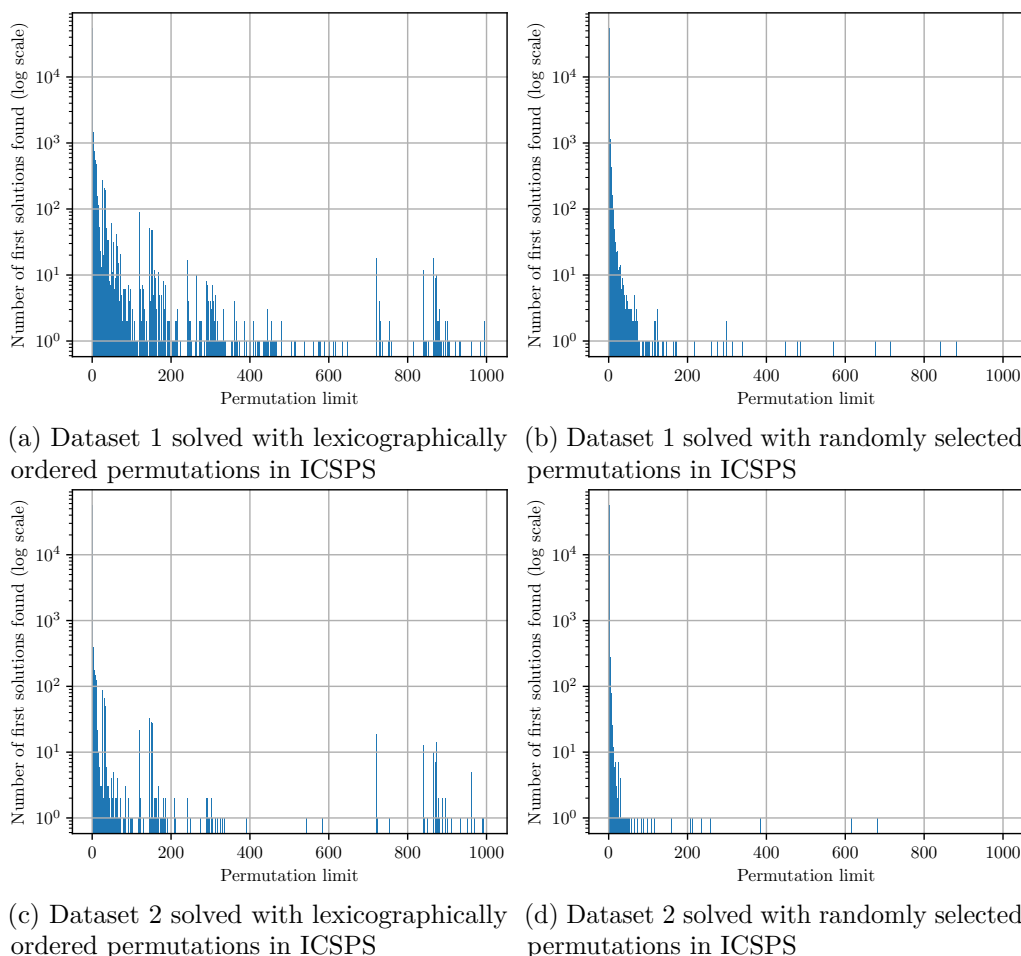 Number of first solutions found (log scale)
10^4
10^3
10^2
10^1
10^0
0 200 400 600 800 1000
Permutation limit
(a) Dataset 1 solved with lexicographically
ordered permutations in ICSPS
Number of first solutions found (log scale)
10^4
10^3
10^2
10^1
10^0
0 200 400 600 800 1000
Permutation limit
(b) Dataset 1 solved with randomly selected
permutations in ICSPS
Number of first solutions found (log scale)
10^4
10^3
10^2
10^1
10^0
0 200 400 600 800 1000
Permutation limit
(c) Dataset 2 solved with lexicographically
ordered permutations in ICSPS
Number of first solutions found (log scale)
10^4
10^3
10^2
10^1
10^0
0 200 400 600 800 1000
Permutation limit
(d) Dataset 2 solved with randomly selected
permutations in ICSPS